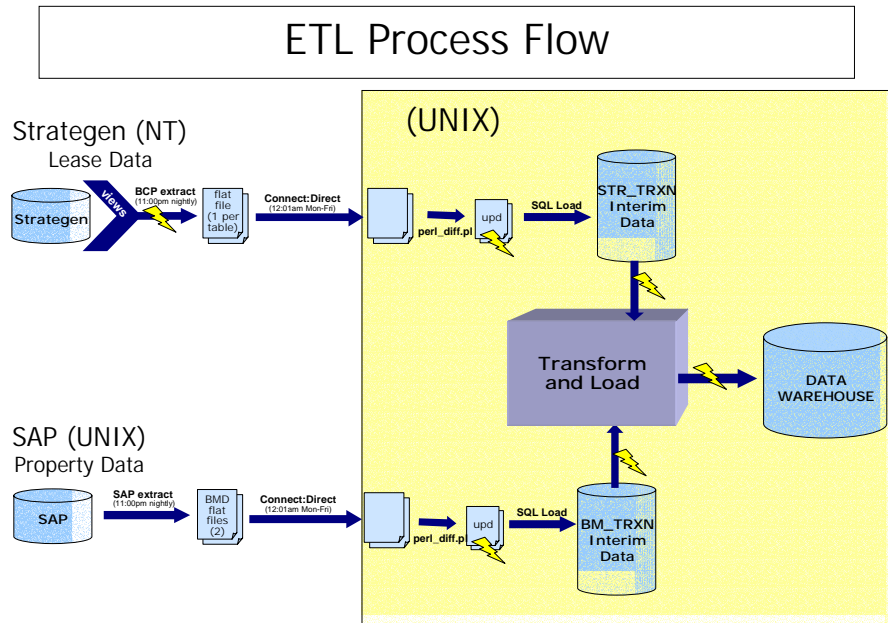 ETL Process Flow
Strategen (NT)
Lease Data
Strategen
views
BCP extract
(11:00pm nightly)
flat
file
(1 per
table)
Connect:Direct
(12:01am Mon-Fri)
(UNIX)
perl_diff.pl
upd
SQL Load
STR_TRXN
Interim
Data
Transform
and Load
DATA
WAREHOUSE
SAP (UNIX)
Property Data
SAP
SAP extract
(11:00pm nightly)
BMD
flat
files
(2)
Connect:Direct
(12:01am Mon-Fri)
perl_diff.pl
upd
SQL Load
BM_TRXN
Interim
Data